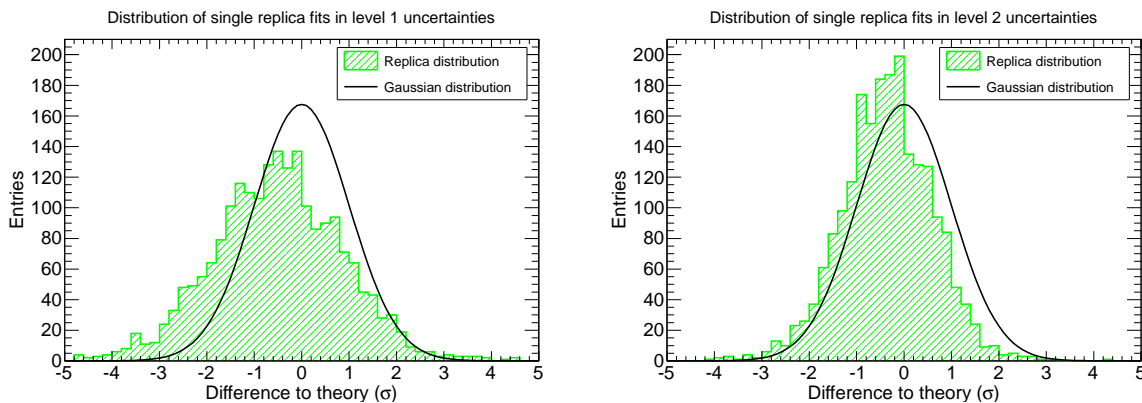 Distribution of single replica fits in level 1 uncertainties
Entries
200
180
160
140
120
100
80
60
40
20
0
Replica distribution
Gaussian distribution
-5 -4 -3 -2 -1 0 1 2 3 4 5
Difference to theory (σ)
Distribution of single replica fits in level 2 uncertainties
Entries
200
180
160
140
120
100
80
60
40
20
0
Replica distribution
Gaussian distribution
-5 -4 -3 -2 -1 0 1 2 3 4 5
Difference to theory (σ)